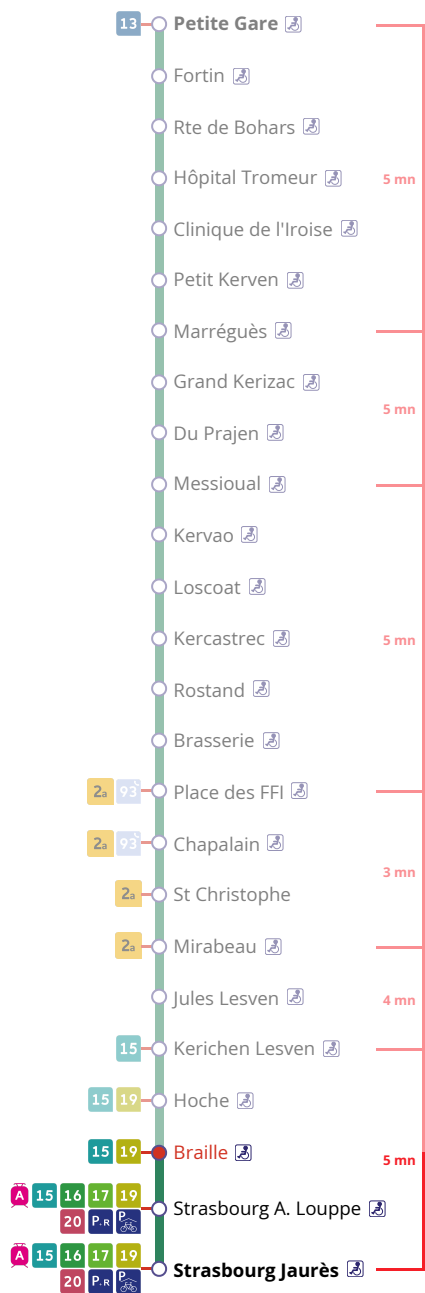 13 Petite Gare
Fortin
Rte de Bohars
Hôpital Tromeur
5 mn
Clinique de l'Iroise
Petit Kerven
Marréguès
Grand Kerizac
5 mn
Du Prajen
Messioual
Kervao
Loscoat
Kercastrec
5 mn
Rostand
Brasserie
2a 93 Place des FFI
2a 93 Chapalain
3 mn
2a St Christophe
2a Mirabeau
Jules Lesven
4 mn
15 Kerichen Lesven
15 19 Hoche
15 19 Braille
5 mn
A 15 16 17 19
Strasbourg A. Louppe
20 P.R P
A 15 16 17 19
Strasbourg Jaurès
20 P.R P